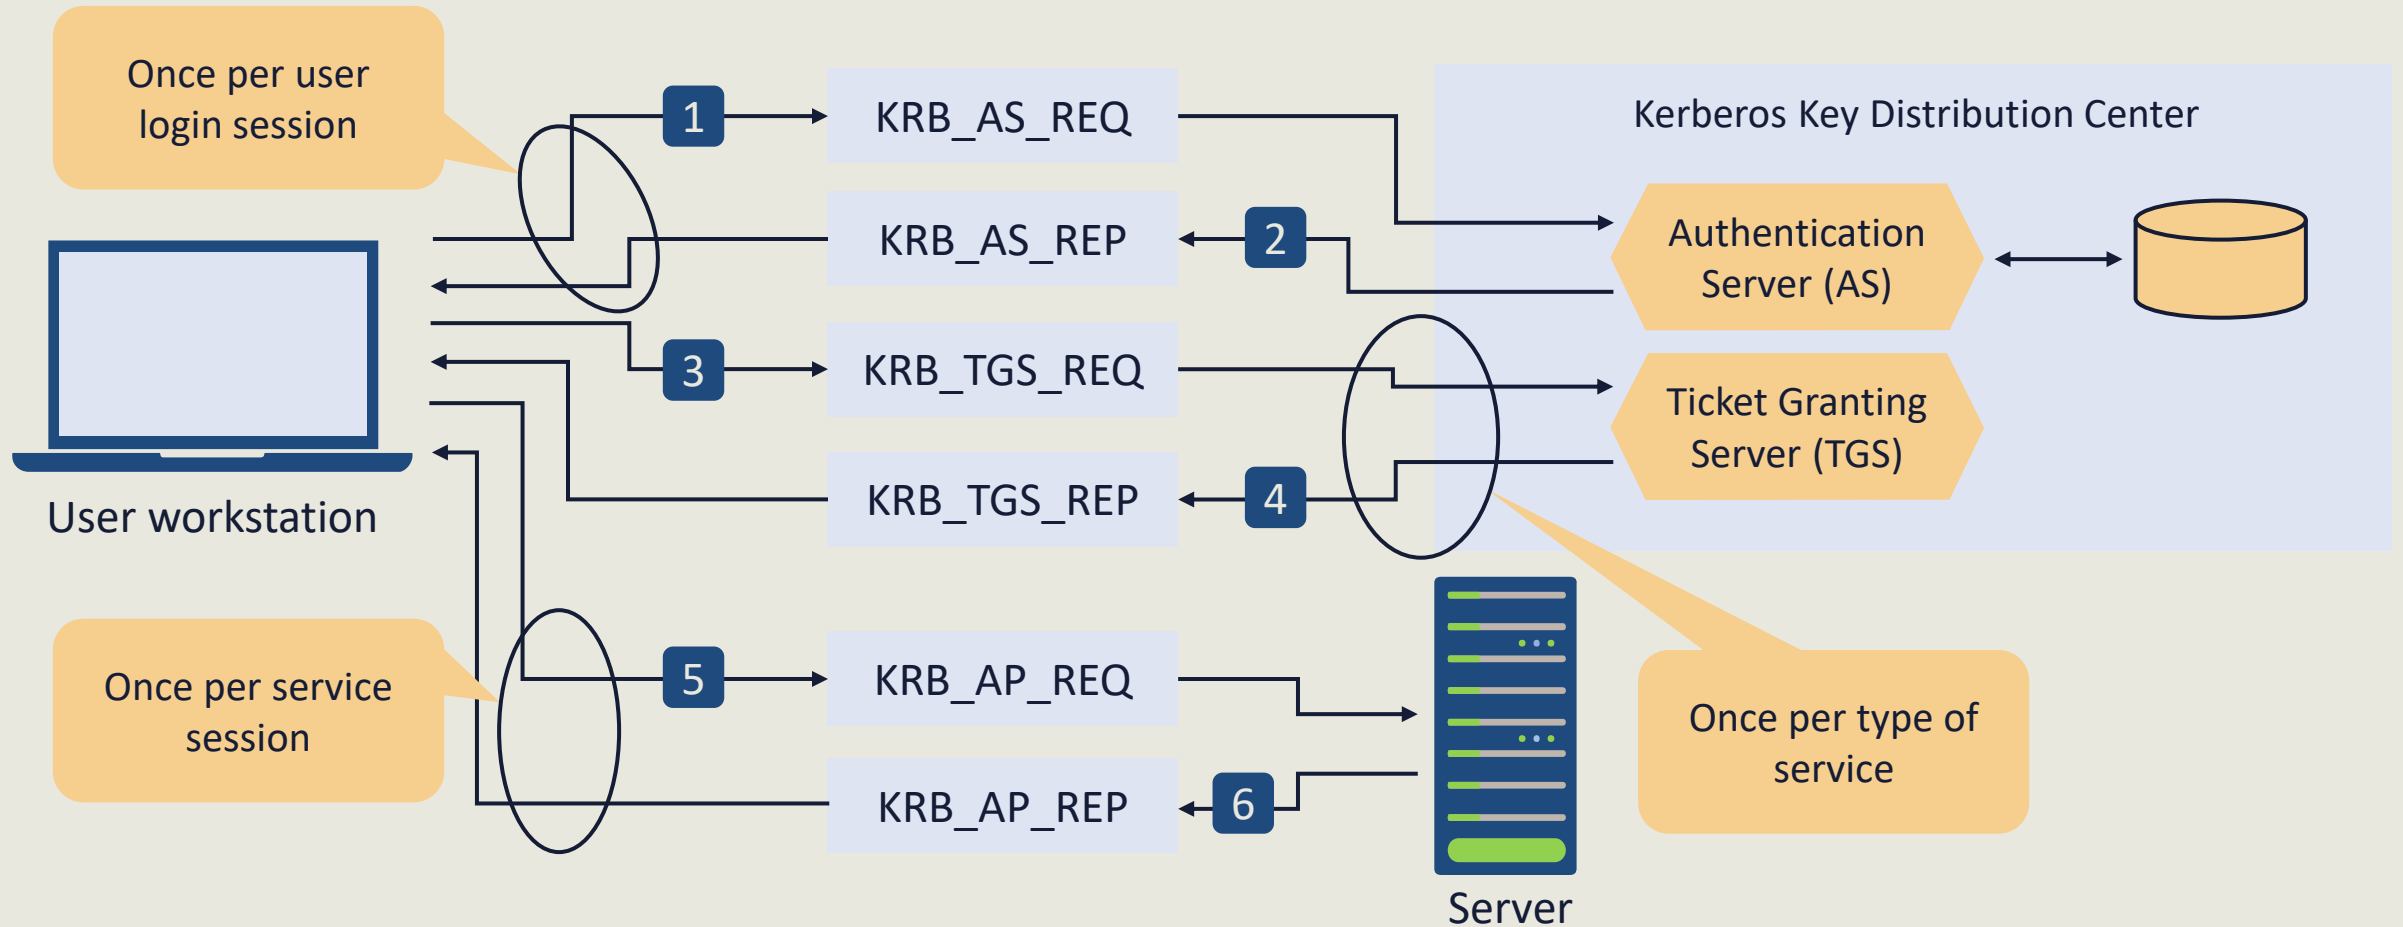 Once per user
login session
1
KRB_AS_REQ
Kerberos Key Distribution Center
KRB_AS_REP
2
Authentication
Server (AS)
3
KRB_TGS_REQ
Ticket Granting
Server (TGS)
KRB_TGS_REP
4
User workstation
Once per service
session
5
KRB_AP_REQ
Once per type of
service
KRB_AP_REP
6
Server